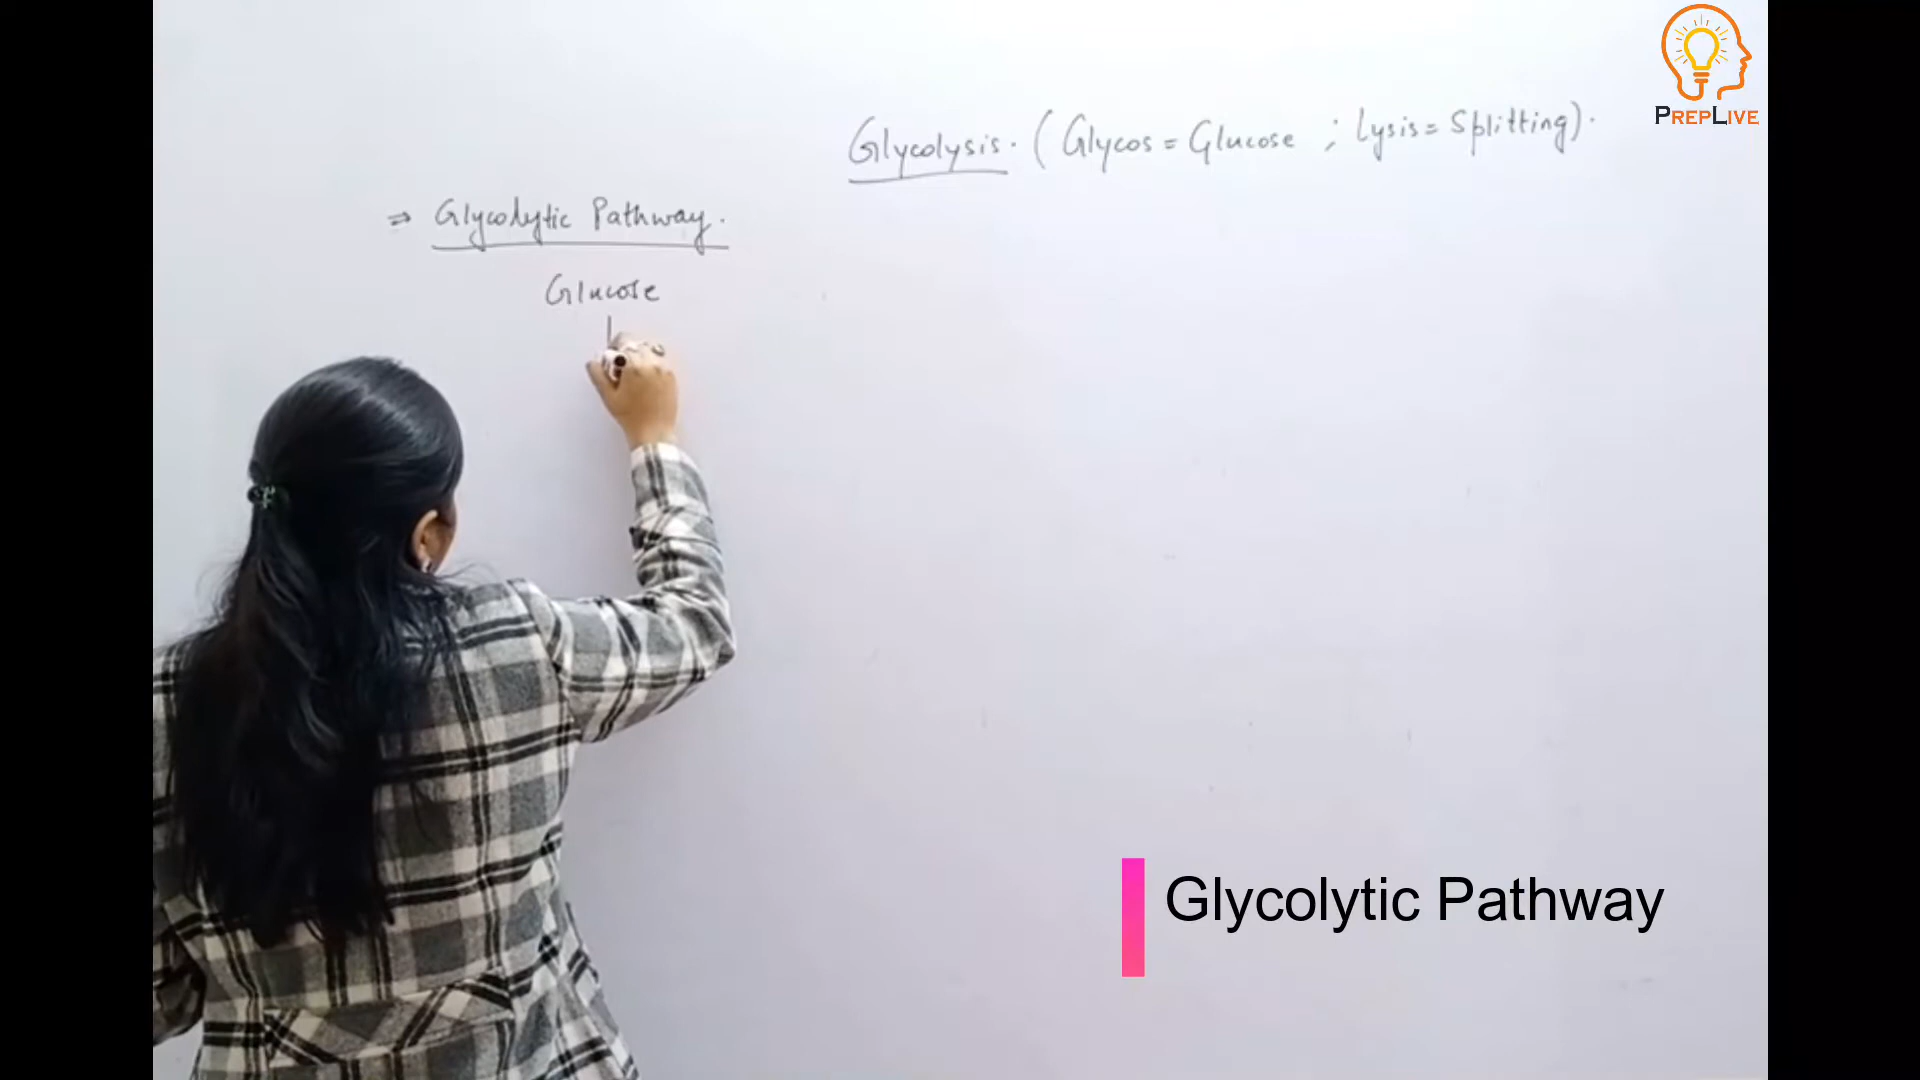 PREPLIVE
Glycolysis. (Glycos = Glucose ; Lysis = Splitting).
⇒ Glycolytic Pathway.
Glucose
Glycolytic Pathway